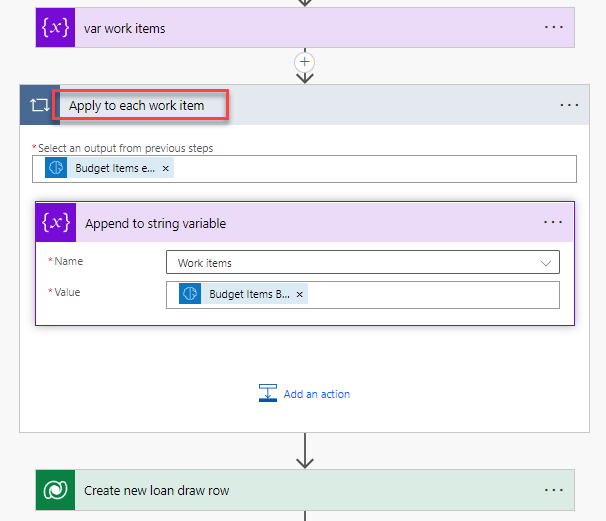 {x} var work items ...
Apply to each work item ...
*Select an output from previous steps
Budget Items e... ×
{x} Append to string variable ...
*Name Work items
*Value Budget Items B... ×
Add an action
Create new loan draw row ...